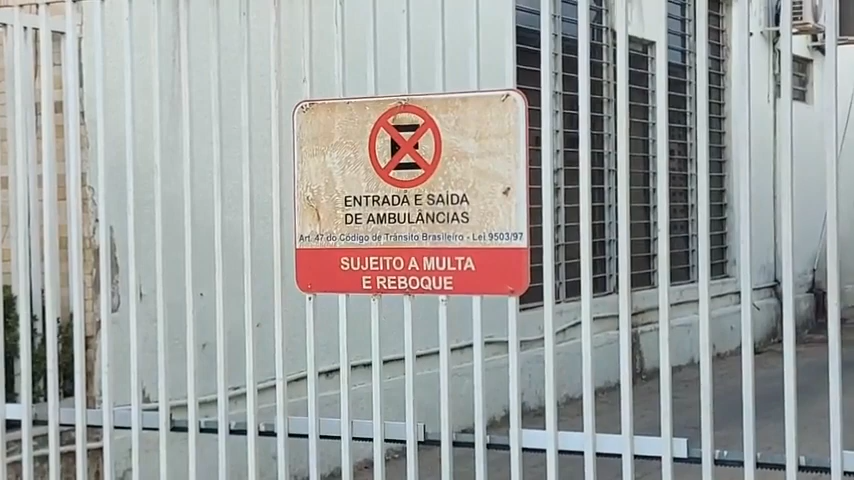 E
ENTRADA E SAÍDA
DE AMBULÂNCIAS
Art. 47 do Código de Trânsito Brasileiro - Lei 9503/97
SUJEITO A MULTA
E REBOQUE